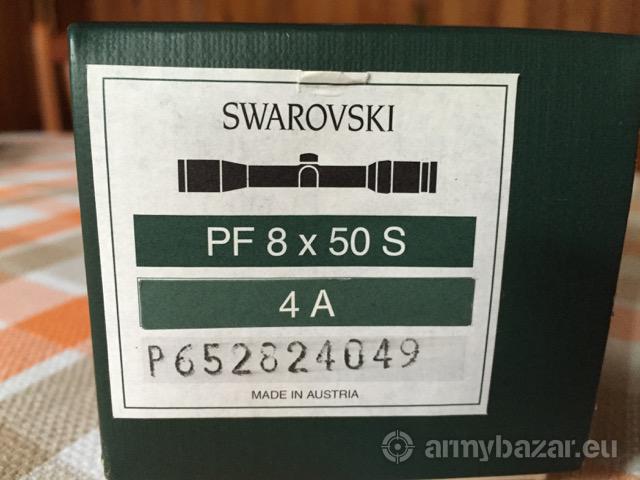 SWAROVSKI
PF 8 x 50 S
4 A
P652824049
MADE IN AUSTRIA
armybazar.eu